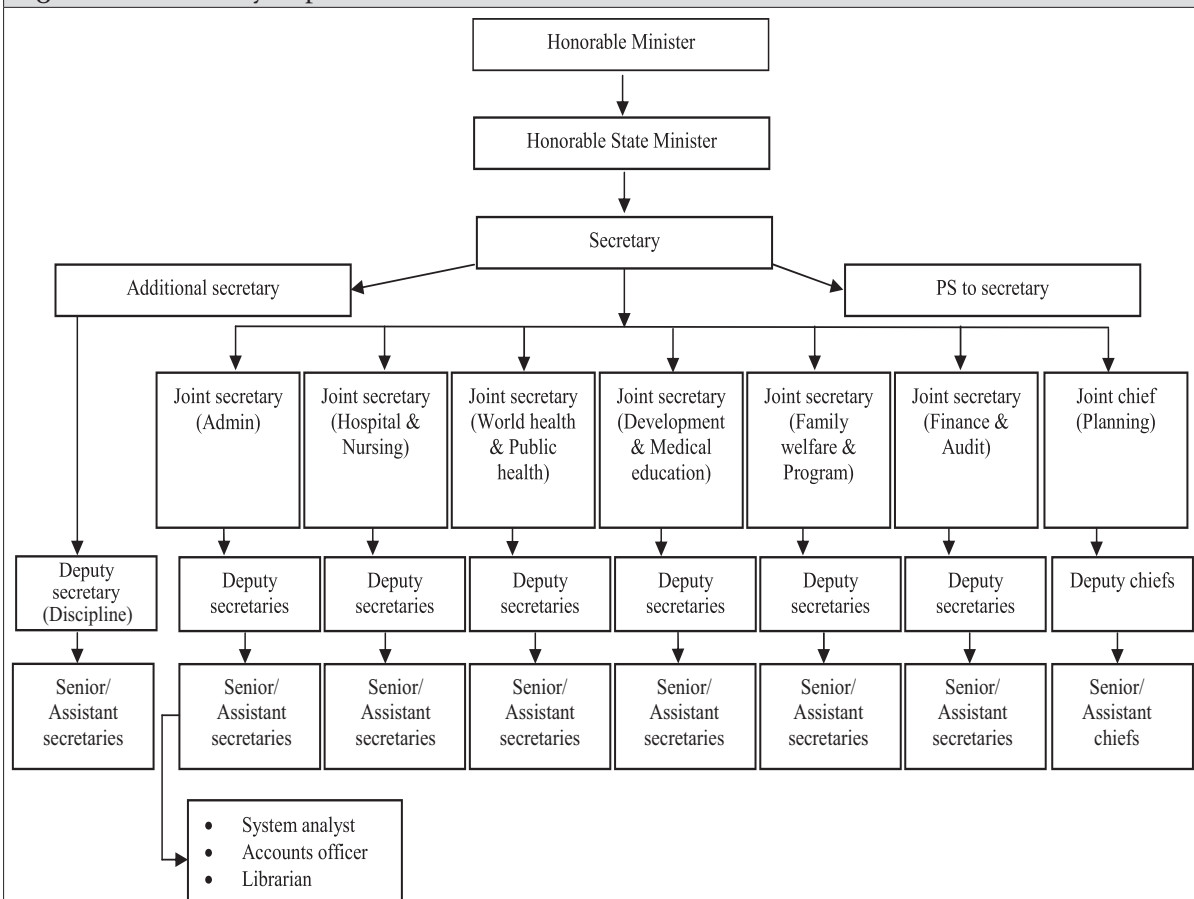 Honorable Minister
Honorable State Minister
Secretary
Additional secretary
PS to secretary
Joint secretary
(Admin)
Joint secretary
(Hospital &
Nursing)
Joint secretary
(World health
& Public
health)
Joint secretary
(Development
& Medical
education)
Joint secretary
(Family
welfare &
Program)
Joint secretary
(Finance &
Audit)
Joint chief
(Planning)
Deputy
secretary
(Discipline)
Deputy
secretaries
Deputy
secretaries
Deputy
secretaries
Deputy
secretaries
Deputy
secretaries
Deputy
secretaries
Deputy chiefs
Senior/
Assistant
secretaries
Senior/
Assistant
secretaries
Senior/
Assistant
secretaries
Senior/
Assistant
secretaries
Senior/
Assistant
secretaries
Senior/
Assistant
secretaries
Senior/
Assistant
secretaries
Senior/
Assistant
chiefs
• System analyst
• Accounts officer
• Librarian